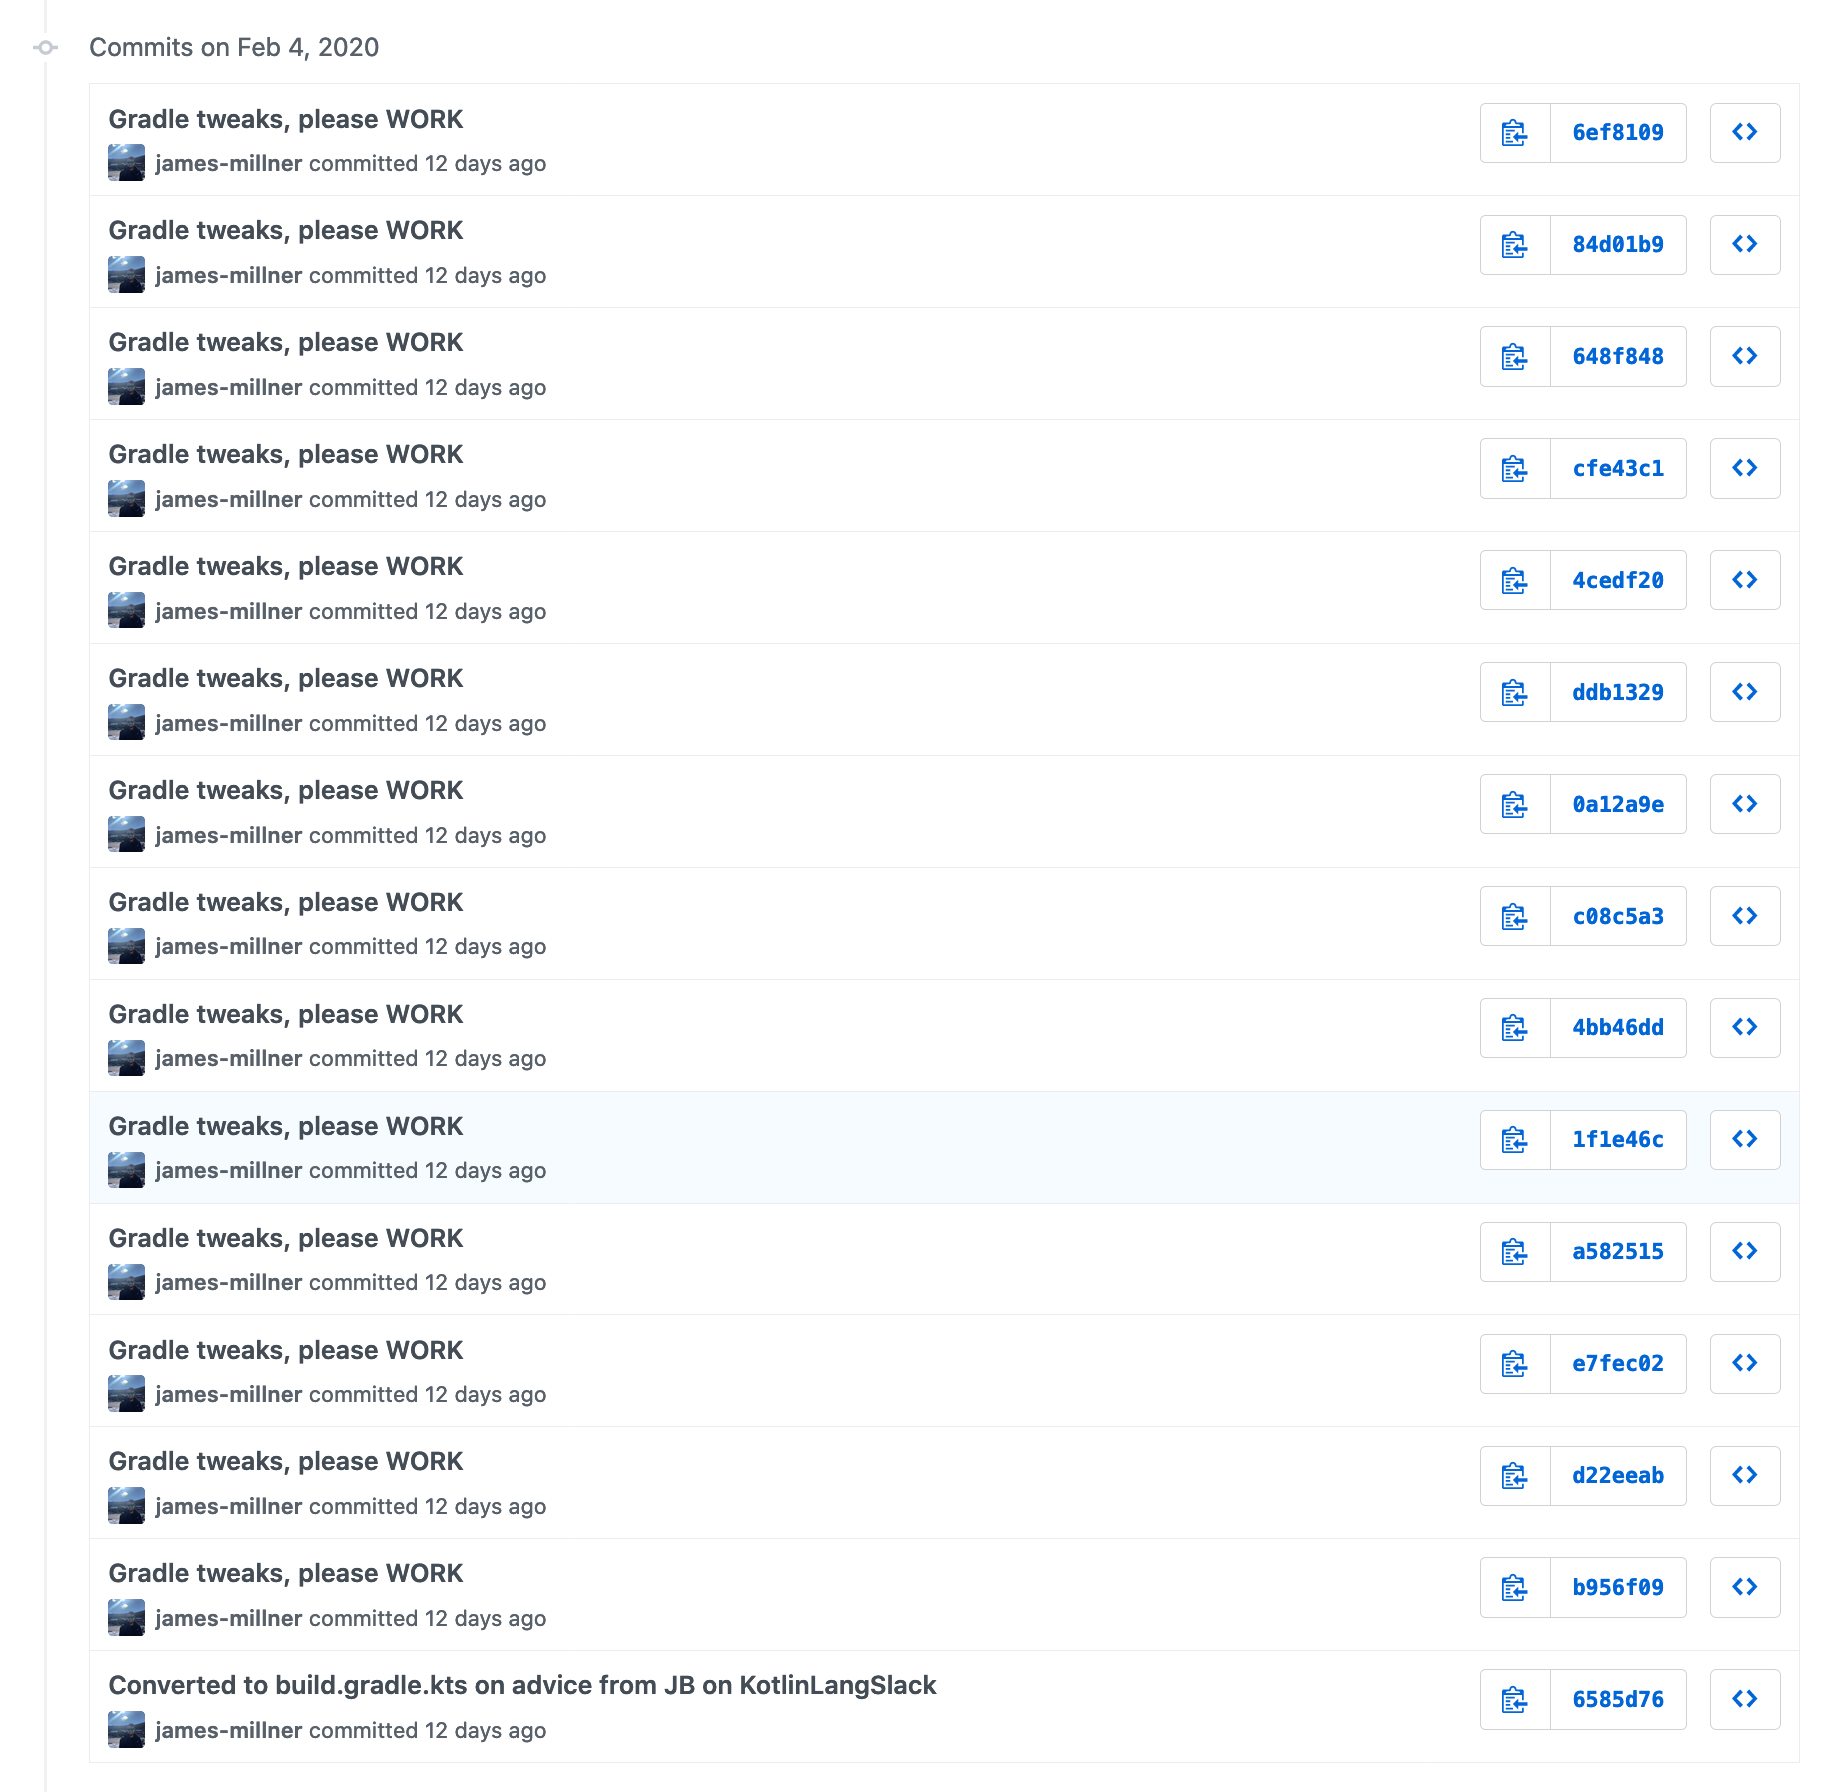 Commits on Feb 4, 2020
Gradle tweaks, please WORK
james-millner committed 12 days ago
6ef8109
Gradle tweaks, please WORK
james-millner committed 12 days ago
84d01b9
Gradle tweaks, please WORK
james-millner committed 12 days ago
648f848
Gradle tweaks, please WORK
james-millner committed 12 days ago
cfe43c1
Gradle tweaks, please WORK
james-millner committed 12 days ago
4cedf20
Gradle tweaks, please WORK
james-millner committed 12 days ago
ddb1329
Gradle tweaks, please WORK
james-millner committed 12 days ago
0a12a9e
Gradle tweaks, please WORK
james-millner committed 12 days ago
c08c5a3
Gradle tweaks, please WORK
james-millner committed 12 days ago
4bb46dd
Gradle tweaks, please WORK
james-millner committed 12 days ago
1f1e46c
Gradle tweaks, please WORK
james-millner committed 12 days ago
a582515
Gradle tweaks, please WORK
james-millner committed 12 days ago
e7fec02
Gradle tweaks, please WORK
james-millner committed 12 days ago
d22eeab
Gradle tweaks, please WORK
james-millner committed 12 days ago
b956f09
Converted to build.gradle.kts on advice from JB on KotlinLangSlack
james-millner committed 12 days ago
6585d76